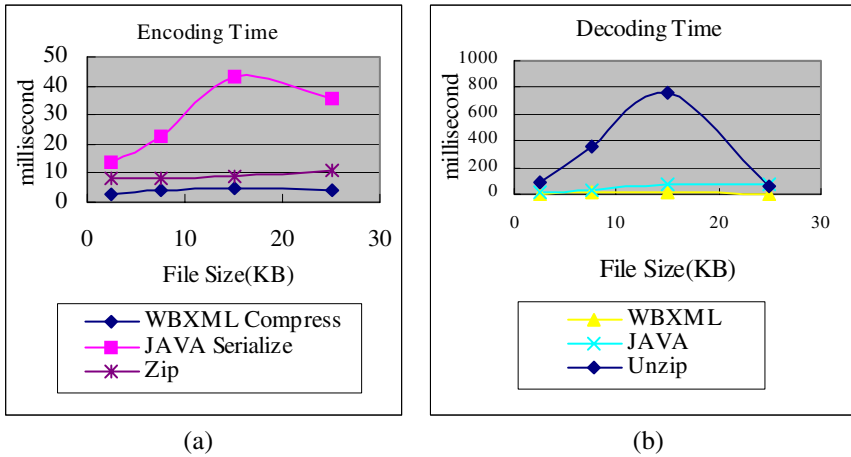 Encoding Time
millisecond
50
40
30
20
10
0
0 10 20 30
File Size(KB)
WBXML Compress
JAVA Serialize
Zip
(a)
Decoding Time
millisecond
1000
800
600
400
200
0
0 10 20 30
File Size(KB)
WBXML
JAVA
Unzip
(b)